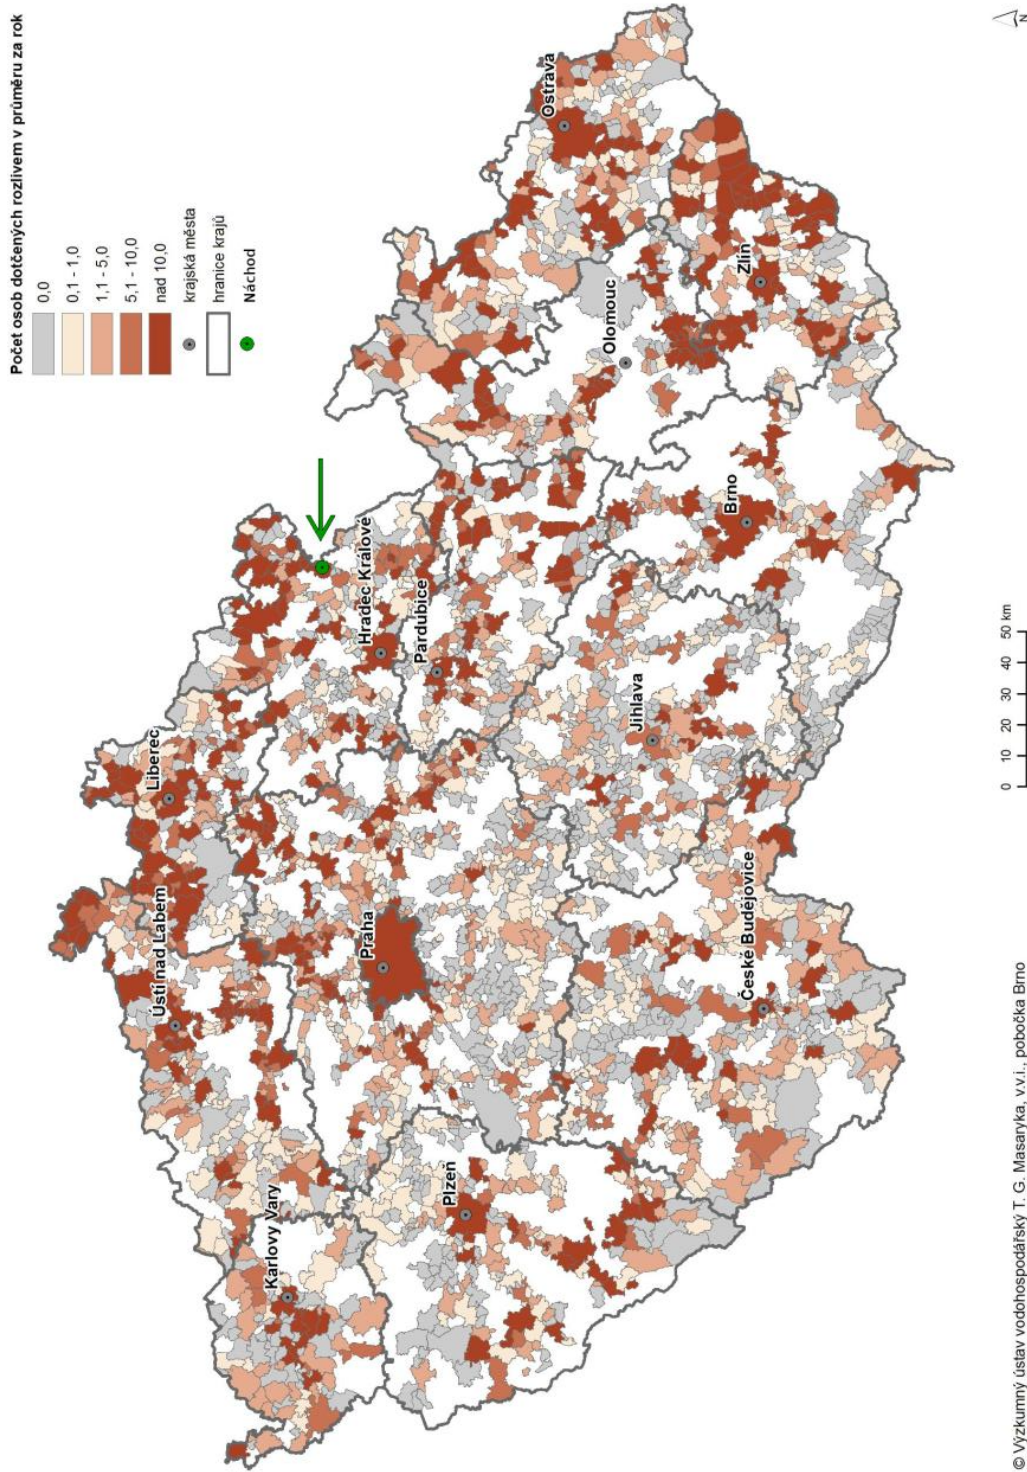 Počet osob dotčených rozlivem v průměru za rok
0,0
0,1 - 1,0
1,1 - 5,0
5,1 - 10,0
nad 10,0
krajská města
hranice krajů
Náchod
Ústí nad Labem
Liberec
Karlovy Vary
Praha
Hradec Králové
Pardubice
Plzeň
Ostrava
Olomouc
Jihlava
Zlín
Brno
České Budějovice
0 10 20 30 40 50 km
N
© Výzkumný ústav vodohospodářský T. G. Masaryka, v.v.i., pobočka Brno